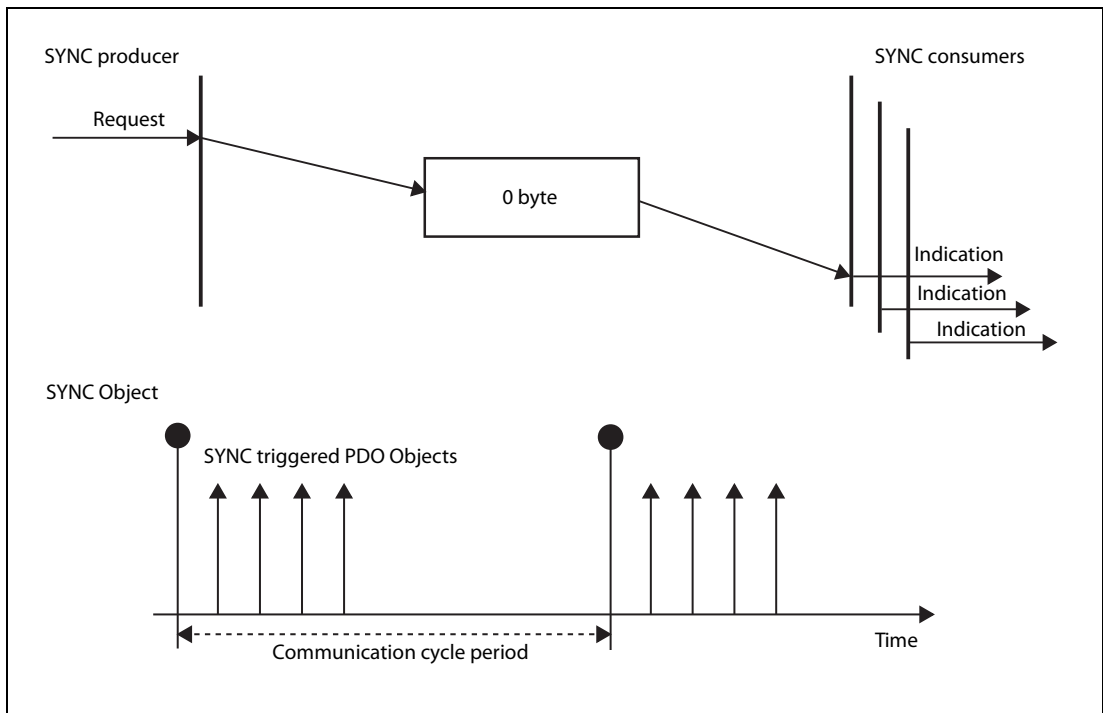 SYNC producer
SYNC consumers
Request
0 byte
Indication
Indication
Indication
SYNC Object
SYNC triggered PDO Objects
Time
Communication cycle period